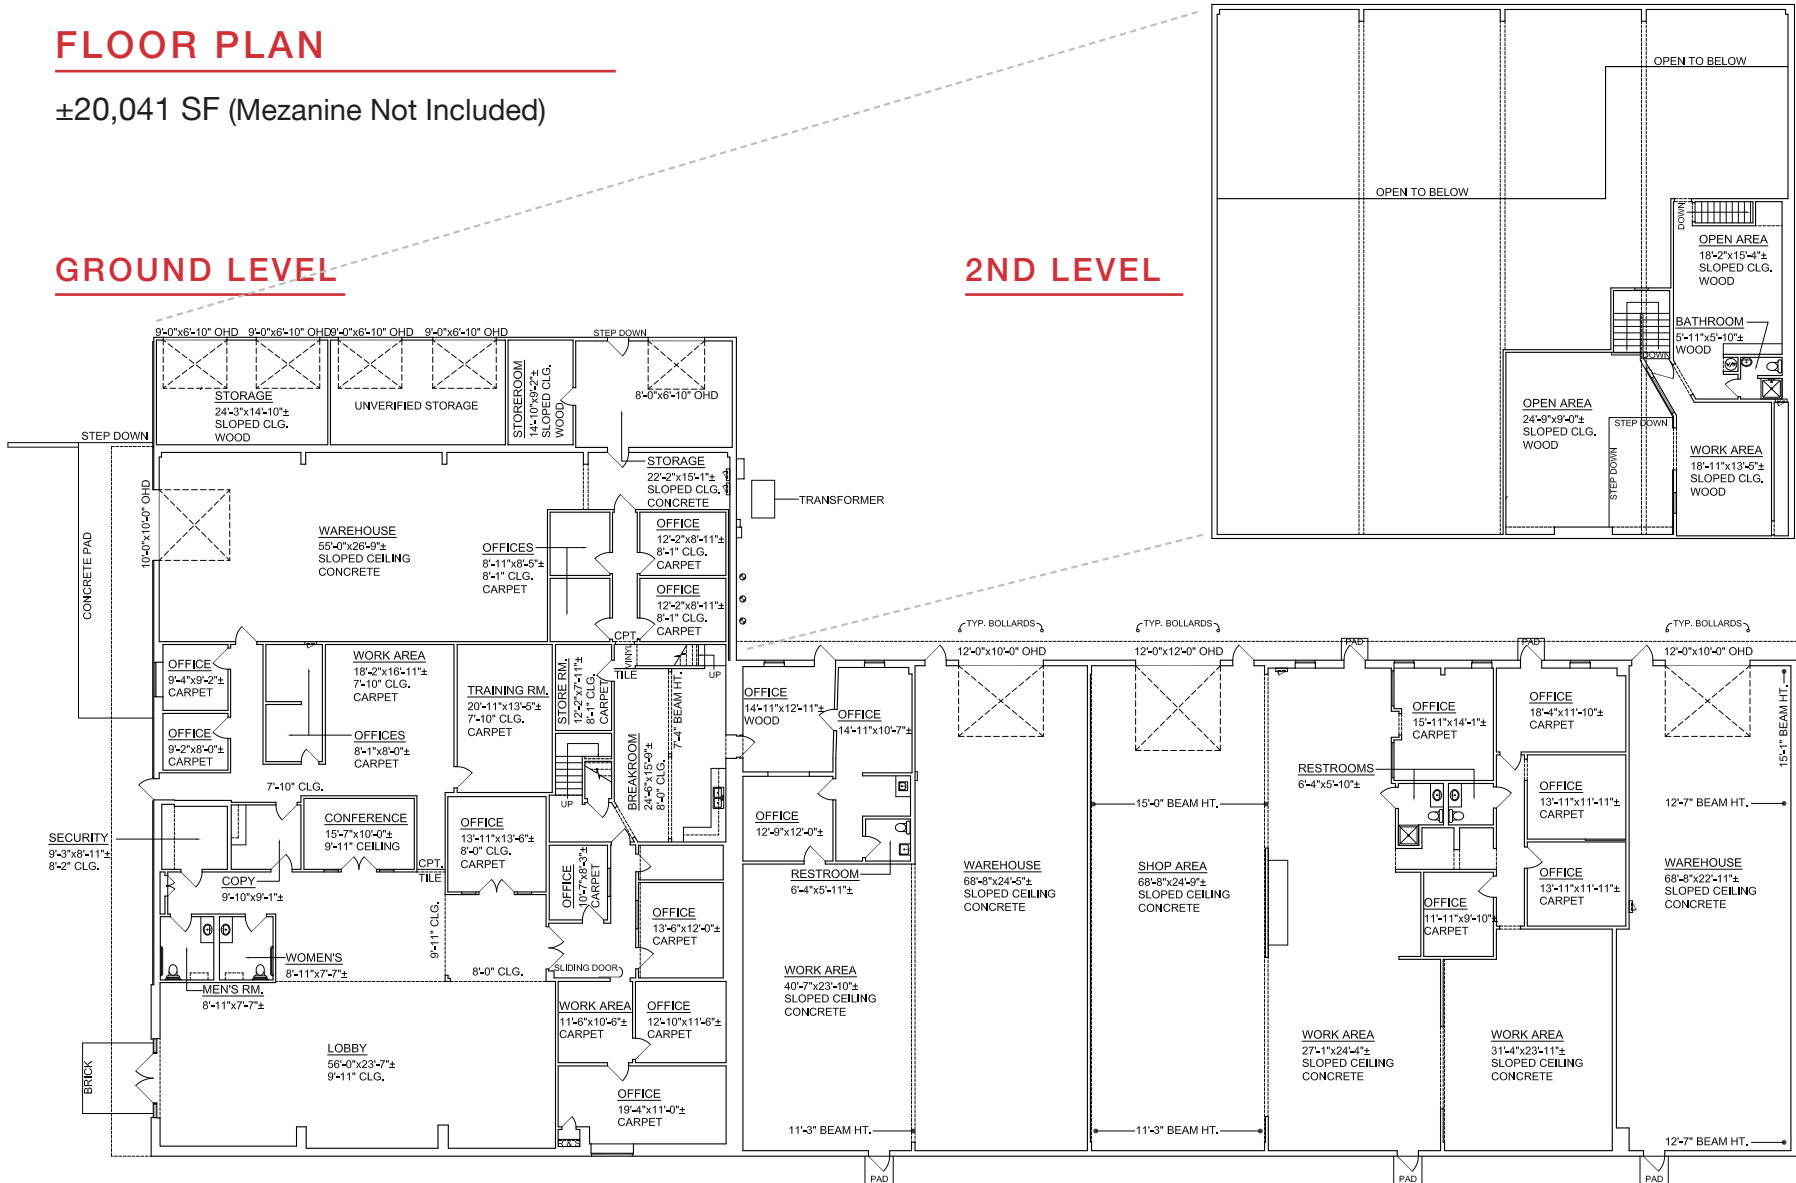 FLOOR PLAN
±20,041 SF (Mezanine Not Included)
GROUND LEVEL
2ND LEVEL
OPEN TO BELOW
OPEN TO BELOW
DOWN
OPEN AREA
18'-2"x15'-4"±
SLOPED CLG.
WOOD
BATHROOM
5'-11"x5'-10"±
WOOD
DOWN
OPEN AREA
24'-9"x9'-0"±
SLOPED CLG.
WOOD
STEP DOWN
STEP DOWN
WORK AREA
18'-11"x13'-5"±
SLOPED CLG.
WOOD
9'-0"x6'-10" OHD
9'-0"x6'-10" OHD
9'-0"x6'-10" OHD
9'-0"x6'-10" OHD
STEP DOWN
STORAGE
24'-3"x14'-10"±
SLOPED CLG.
WOOD
UNVERIFIED STORAGE
STOREROOM
14'-10"x9'-2"±
SLOPED CLG.
WOOD
8'-0"x6'-10" OHD
STEP DOWN
CONCRETE PAD
10'-0"x10'-0" OHD
WAREHOUSE
55'-0"x26'-9"±
SLOPED CEILING
CONCRETE
STORAGE
22'-2"x15'-1"±
SLOPED CLG.
CONCRETE
TRANSFORMER
OFFICES
8'-11"x8'-5"±
8'-1" CLG.
CARPET
OFFICE
12'-2"x8'-11"±
8'-1" CLG.
CARPET
OFFICE
12'-2"x8'-11"±
8'-1" CLG.
CARPET
CPT.
VINYL
TILE
UP
OFFICE
9'-4"x9'-2"±
CARPET
OFFICE
9'-2"x8'-0"±
CARPET
WORK AREA
18'-2"x16'-11"±
7'-10" CLG.
CARPET
OFFICES
8'-1"x8'-0"±
CARPET
7'-10" CLG.
TRAINING RM.
20'-11"x13'-5"±
7'-10" CLG.
CARPET
STORE RM.
12'-2"x7'-11"±
8'-1" CLG.
CARPET
UP
BREAKROOM
24'-6"x15'-9"±
8'-0" CLG.
7'-4" BEAM HT.
SECURITY
9'-3"x8'-11"±
8'-2" CLG.
COPY
9'-10"x9'-1"±
CONFERENCE
15'-7"x10'-0"±
9'-11" CEILING
CPT.
TILE
OFFICE
13'-11"x13'-6"±
8'-0" CLG.
CARPET
OFFICE
10'-7"x8'-3"±
CARPET
OFFICE
13'-6"x12'-0"±
CARPET
9'-11" CLG.
8'-0" CLG.
SLIDING DOOR
WOMEN'S
8'-11"x7'-7"±
MEN'S RM.
8'-11"x7'-7"±
WORK AREA
11'-6"x10'-6"±
CARPET
OFFICE
12'-10"x11'-6"±
CARPET
BRICK
LOBBY
56'-0"x23'-7"±
9'-11" CLG.
OFFICE
19'-4"x11'-0"±
CARPET
R & S
TYP. BOLLARDS
12'-0"x10'-0" OHD
TYP. BOLLARDS
12'-0"x12'-0" OHD
PAD
PAD
TYP. BOLLARDS
12'-0"x10'-0" OHD
OFFICE
14'-11"x12'-11"±
WOOD
OFFICE
14'-11"x10'-7"±
OFFICE
12'-9"x12'-0"±
RESTROOM
6'-4"x5'-11"±
WORK AREA
40'-7"x23'-10"±
SLOPED CEILING
CONCRETE
WAREHOUSE
68'-8"x24'-5"±
SLOPED CEILING
CONCRETE
15'-0" BEAM HT.
SHOP AREA
68'-8"x24'-9"±
SLOPED CEILING
CONCRETE
OFFICE
15'-11"x14'-1"±
CARPET
RESTROOMS
6'-4"x5'-10"±
OFFICE
18'-4"x11'-10"±
CARPET
OFFICE
13'-11"x11'-11"±
CARPET
OFFICE
13'-11"x11'-11"±
CARPET
OFFICE
11'-11"x9'-10"±
CARPET
15'-1" BEAM HT.
12'-7" BEAM HT.
WAREHOUSE
68'-8"x22'-11"±
SLOPED CEILING
CONCRETE
WORK AREA
27'-1"x24'-4"±
SLOPED CEILING
CONCRETE
WORK AREA
31'-4"x23'-11"±
SLOPED CEILING
CONCRETE
11'-3" BEAM HT.
11'-3" BEAM HT.
12'-7" BEAM HT.
PAD
PAD
PAD